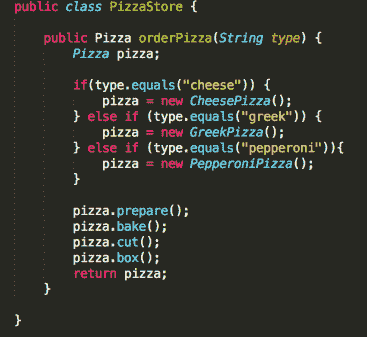 public class PizzaStore {
public Pizza orderPizza(String type) {
Pizza pizza;
if(type.equals("cheese")) {
pizza = new CheesePizza();
} else if (type.equals("greek")) {
pizza = new GreekPizza();
} else if (type.equals("pepperoni")){
pizza = new PepperoniPizza();
}
pizza.prepare();
pizza.bake();
pizza.cut();
pizza.box();
return pizza;
}
}